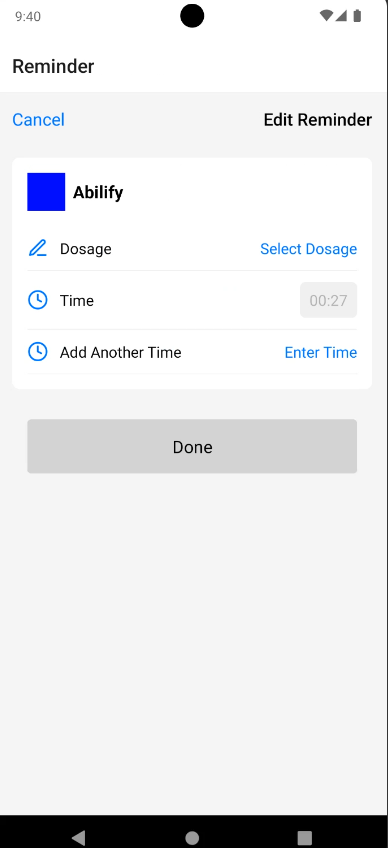 9:40
Reminder
Cancel Edit Reminder
Abilify
Dosage Select Dosage
Time 00:27
Add Another Time Enter Time
Done